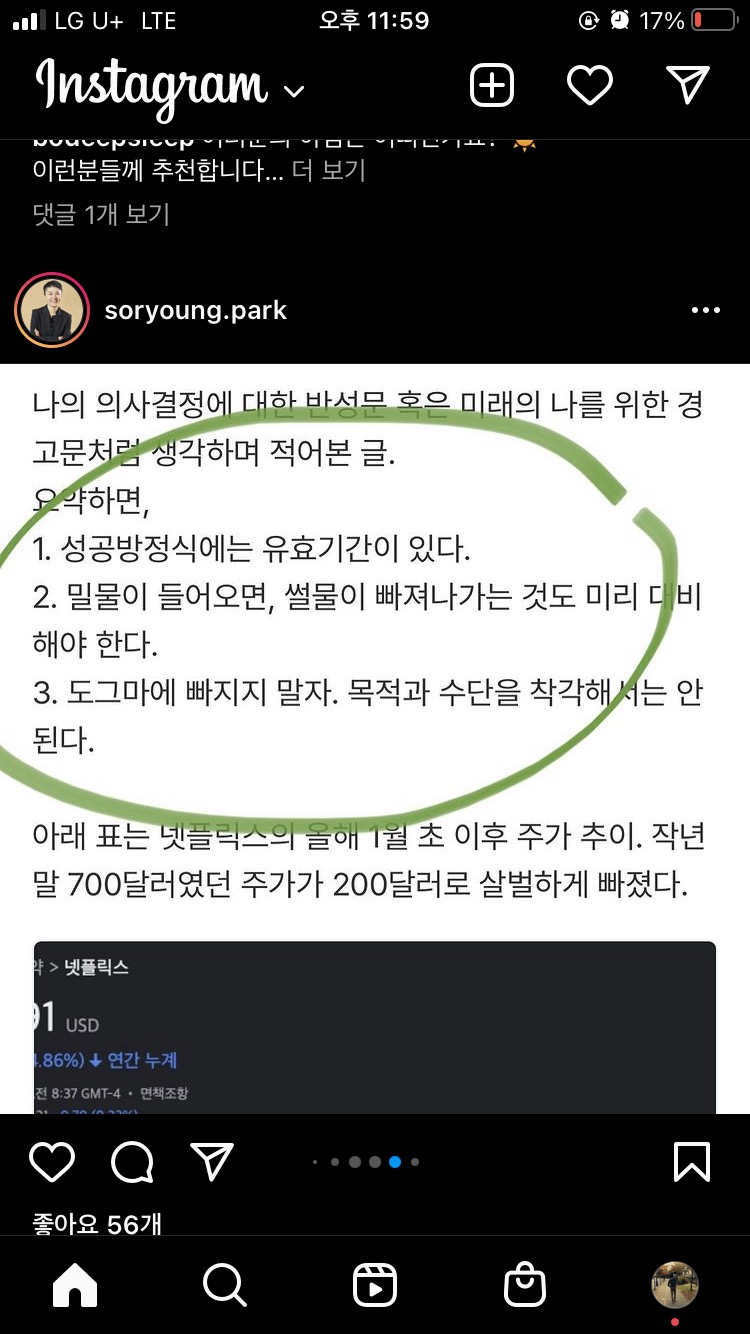 LG U+ LTE 오후 11:59 17%
Instagram
bodeepsleep
이런분들께 추천합니다... 더 보기
댓글 1개 보기
soryoung.park
나의 의사결정에 대한 반성문 혹은 미래의 나를 위한 경
고문처럼 생각하며 적어본 글.
요약하면,
1. 성공방정식에는 유효기간이 있다.
2. 밀물이 들어오면, 썰물이 빠져나가는 것도 미리 대비
해야 한다.
3. 도그마에 빠지지 말자. 목적과 수단을 착각해서는 안
된다.
아래 표는 넷플릭스의 올해 1월 초 이후 주가 추이. 작년
말 700달러였던 주가가 200달러로 살벌하게 빠졌다.
약 > 넷플릭스
91 USD
4.86%) ↓ 연간 누계
전 8:37 GMT-4 • 면책조항
좋아요 56개